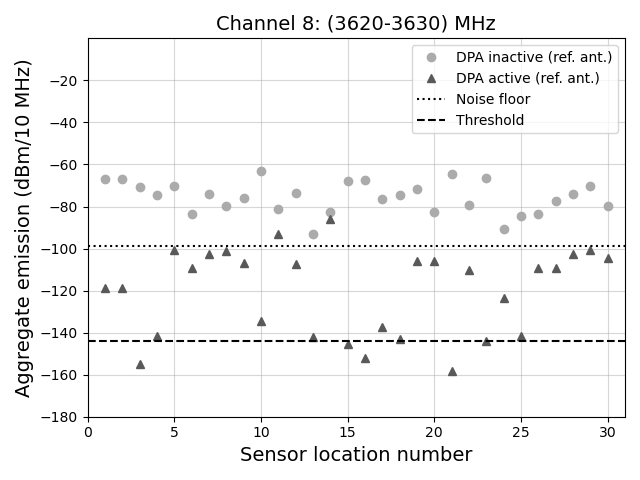 Channel 8: (3620-3630) MHz
DPA inactive (ref. ant.)
DPA active (ref. ant.)
Noise floor
Threshold
Aggregate emission (dBm/10 MHz)
−20
−40
−60
−80
−100
−120
−140
−160
−180
0 5 10 15 20 25 30
Sensor location number